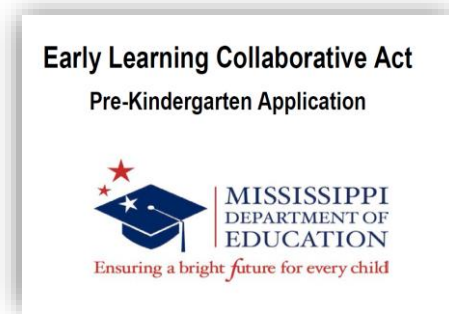 Early Learning Collaborative Act
Pre-Kindergarten Application
MISSISSIPPI
DEPARTMENT OF
EDUCATION
Ensuring a bright future for every child